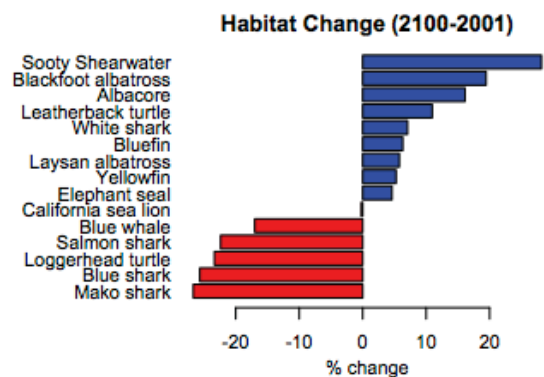 Habitat Change (2100-2001)
Sooty Shearwater
Blackfoot albatross
Albacore
Leatherback turtle
White shark
Bluefin
Laysan albatross
Yellowfin
Elephant seal
California sea lion
Blue whale
Salmon shark
Loggerhead turtle
Blue shark
Mako shark
-20 -10 0 10 20
% change